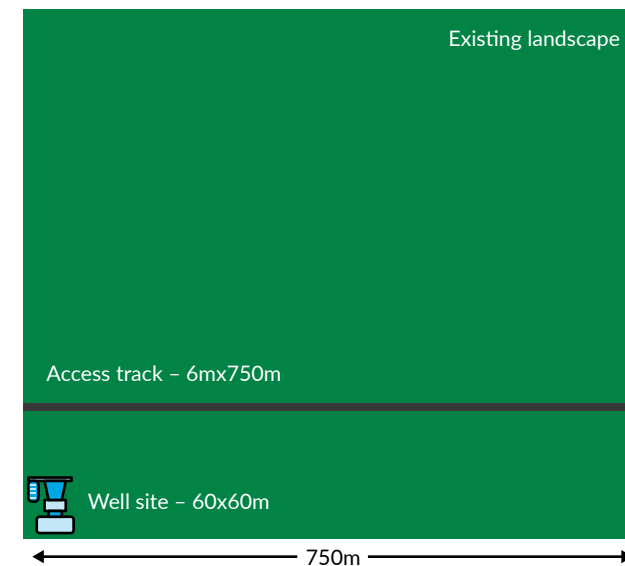 Existing landscape
Access track – 6mx750m
Well site – 60x60m
750m